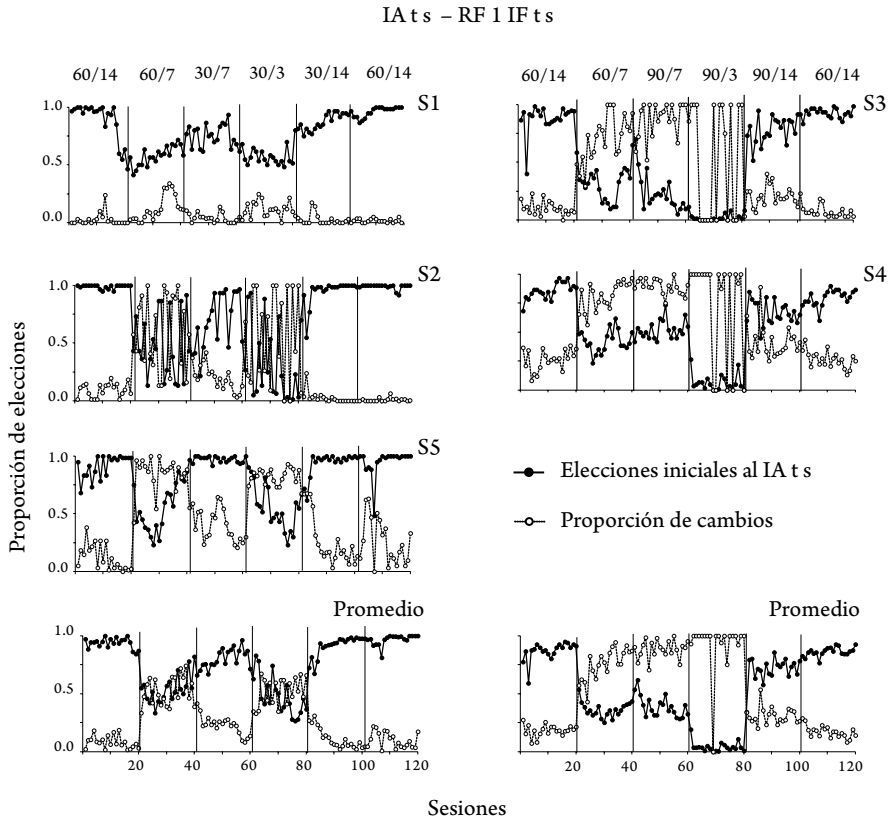 IA t s – RF 1 IF t s
60/14 60/7 30/7 30/3 30/14 60/14
60/14 60/7 90/7 90/3 90/14 60/14
S1
S3
1.0
0.5
0.0
S2
S4
1.0
0.5
0.0
S5
1.0
0.5
0.0
Elecciones iniciales al IA t s
Proporción de cambios
Proporción de elecciones
Promedio
Promedio
1.0
0.5
0.0
20 40 60 80 100 120
20 40 60 80 100 120
Sesiones